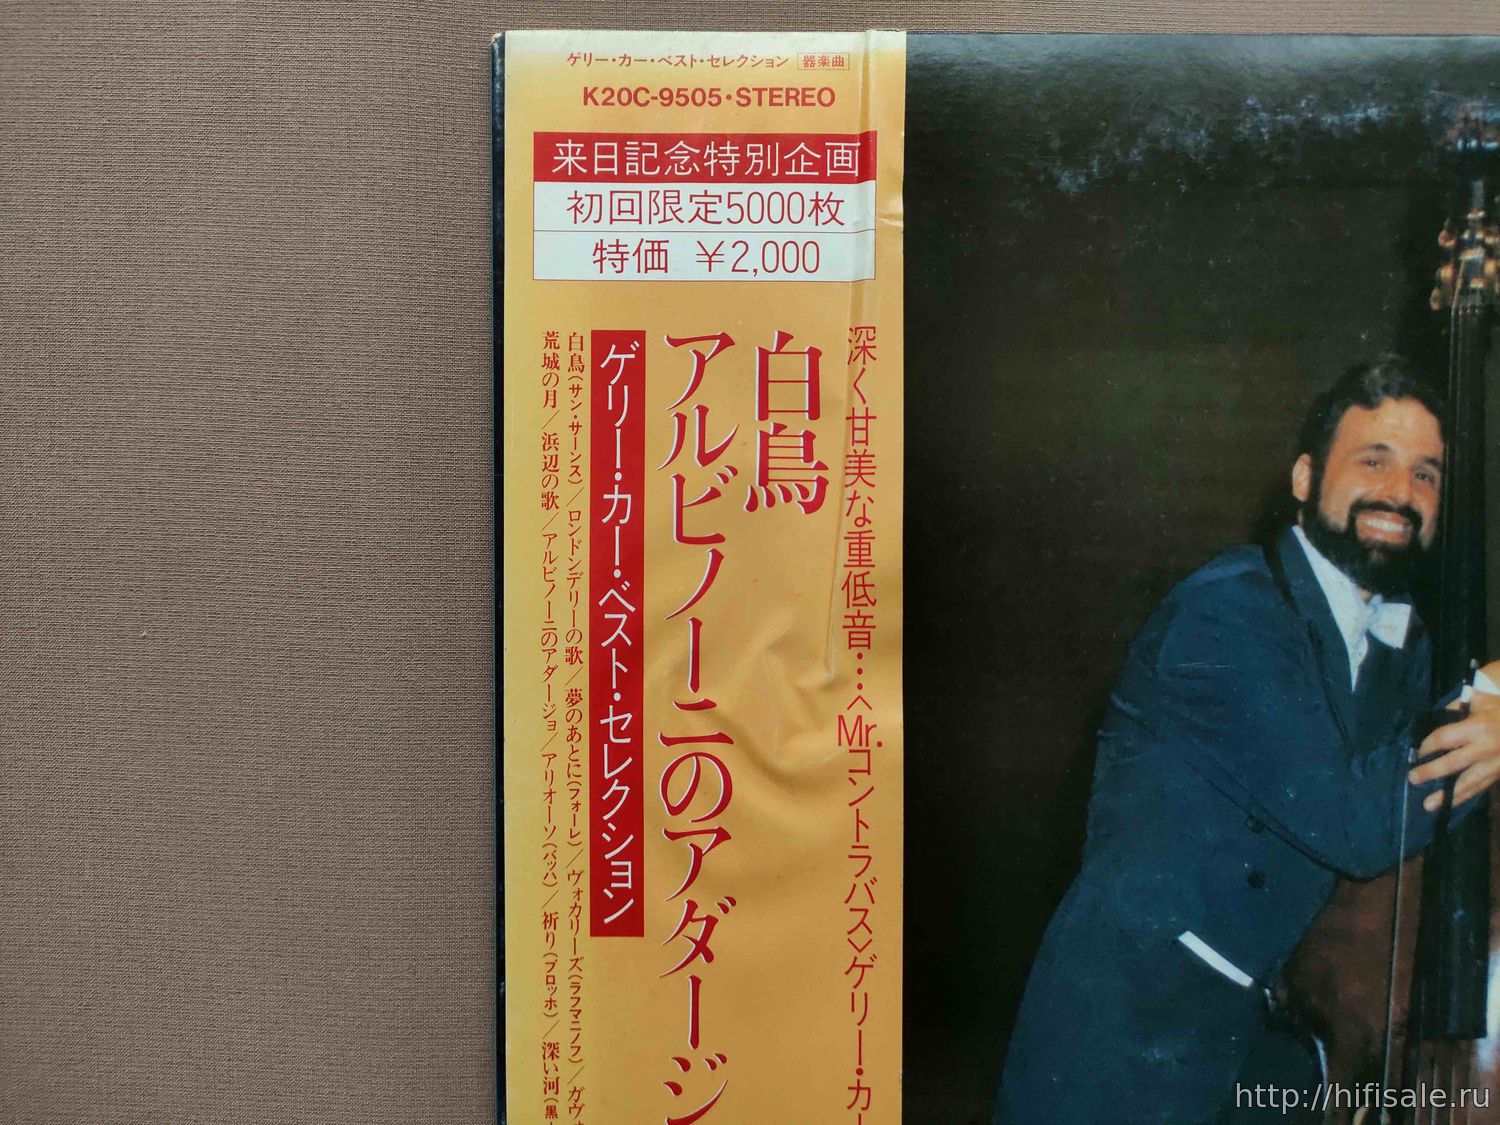 ゲリー・カー・ベスト・セレクション 器楽曲
K20C-9505・STEREO
来日記念特別企画
初回限定5000枚
特価 ￥2,000
深く甘美な重低音…〈Mr.コントラバス〉ゲリー・カー
白鳥
アルビノーニのアダージ
ゲリー・カー・ベスト・セレクション
白鳥(サン・サーンス)／ロンドンデリーの歌／夢のあとに(フォーレ)／ヴォカリーズ(ラフマニノフ)／ガヴ
荒城の月／浜辺の歌／アルビノーニのアダージョ／アリオーソ(バッハ)／祈り(ブロッホ)／深い河(黒
http://hifisale.ru